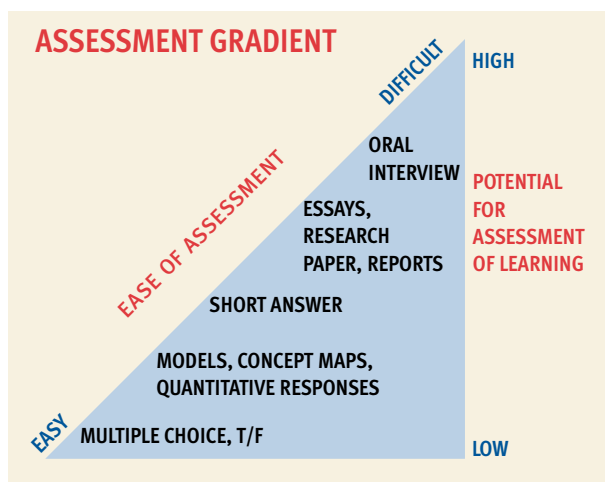 ASSESSMENT GRADIENT
DIFFICULT
HIGH
ORAL
INTERVIEW
EASE OF ASSESSMENT
POTENTIAL
FOR
ASSESSMENT
OF LEARNING
ESSAYS,
RESEARCH
PAPER, REPORTS
SHORT ANSWER
MODELS, CONCEPT MAPS,
QUANTITATIVE RESPONSES
EASY
MULTIPLE CHOICE, T/F
LOW